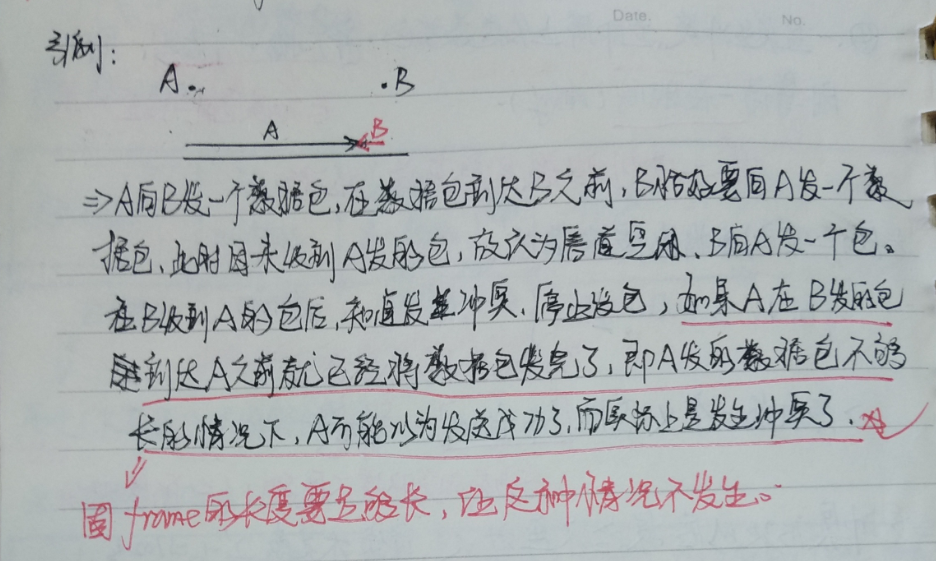 Date. No.
引例:
A. .B
A B
⇒A向B发一个数据包,在数据包到达B之前,B恰好要向A发一个数
据包、此时因未收到A发的包,故认为信道空闲、B向A发一个包。
在B收到A的包后,知道发生冲突、停止发包,如果A在B发的包
到达A之前就已经将数据包发完了,即A发的数据包不够
长的情况下,A可能以为发送成功了,而实际上是发生冲突了.
frame的长度要足够长,让这种情况不发生。